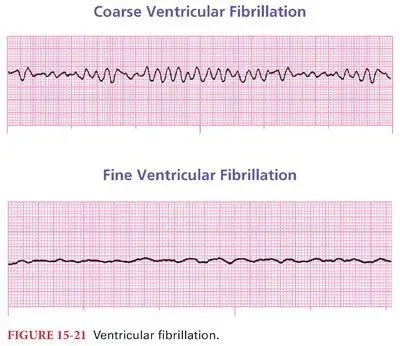 Coarse Ventricular Fibrillation
Fine Ventricular Fibrillation
FIGURE 15-21 Ventricular fibrillation.